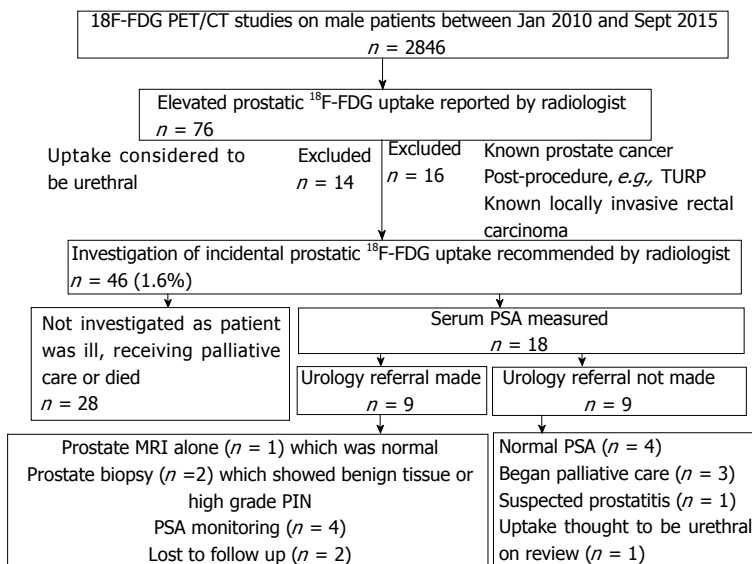 18F-FDG PET/CT studies on male patients between Jan 2010 and Sept 2015
n = 2846
Elevated prostatic ¹⁸F-FDG uptake reported by radiologist
n = 76
Uptake considered to
be urethral
Excluded
n = 14
Excluded
n = 16
Known prostate cancer
Post-procedure, e.g., TURP
Known locally invasive rectal
carcinoma
Investigation of incidental prostatic ¹⁸F-FDG uptake recommended by radiologist
n = 46 (1.6%)
Not investigated as patient
was ill, receiving palliative
care or died
n = 28
Serum PSA measured
n = 18
Urology referral made
n = 9
Urology referral not made
n = 9
Prostate MRI alone (n = 1) which was normal
Prostate biopsy (n =2) which showed benign tissue or
high grade PIN
PSA monitoring (n = 4)
Lost to follow up (n = 2)
Normal PSA (n = 4)
Began palliative care (n = 3)
Suspected prostatitis (n = 1)
Uptake thought to be urethral
on review (n = 1)